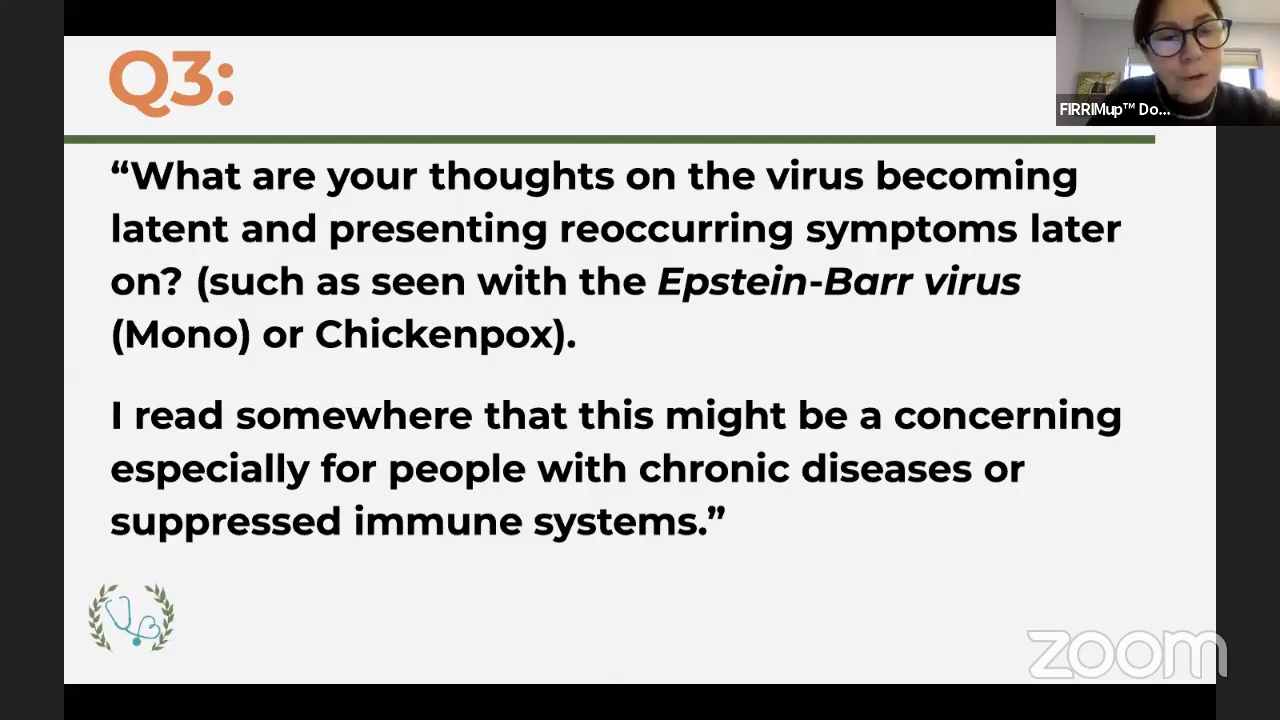 Q3:
FIRRIMup™ Do...
“What are your thoughts on the virus becoming
latent and presenting reoccurring symptoms later
on? (such as seen with the Epstein-Barr virus
(Mono) or Chickenpox).
I read somewhere that this might be a concerning
especially for people with chronic diseases or
suppressed immune systems.”
zoom